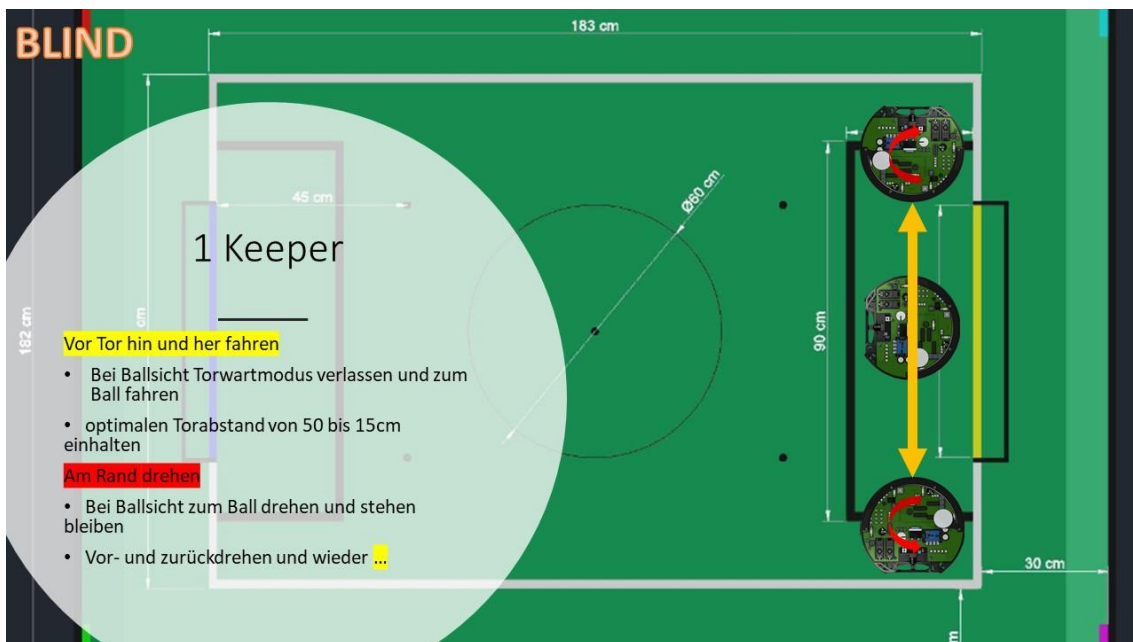 BLIND
183 cm
45 cm
Ø60 cm
1 Keeper
182 cm
cm
90 cm
Vor Tor hin und her fahren
• Bei Ballsicht Torwartmodus verlassen und zum
Ball fahren
• optimalen Torabstand von 50 bis 15cm
einhalten
Am Rand drehen
• Bei Ballsicht zum Ball drehen und stehen
bleiben
• Vor- und zurückdrehen und wieder ...
30 cm